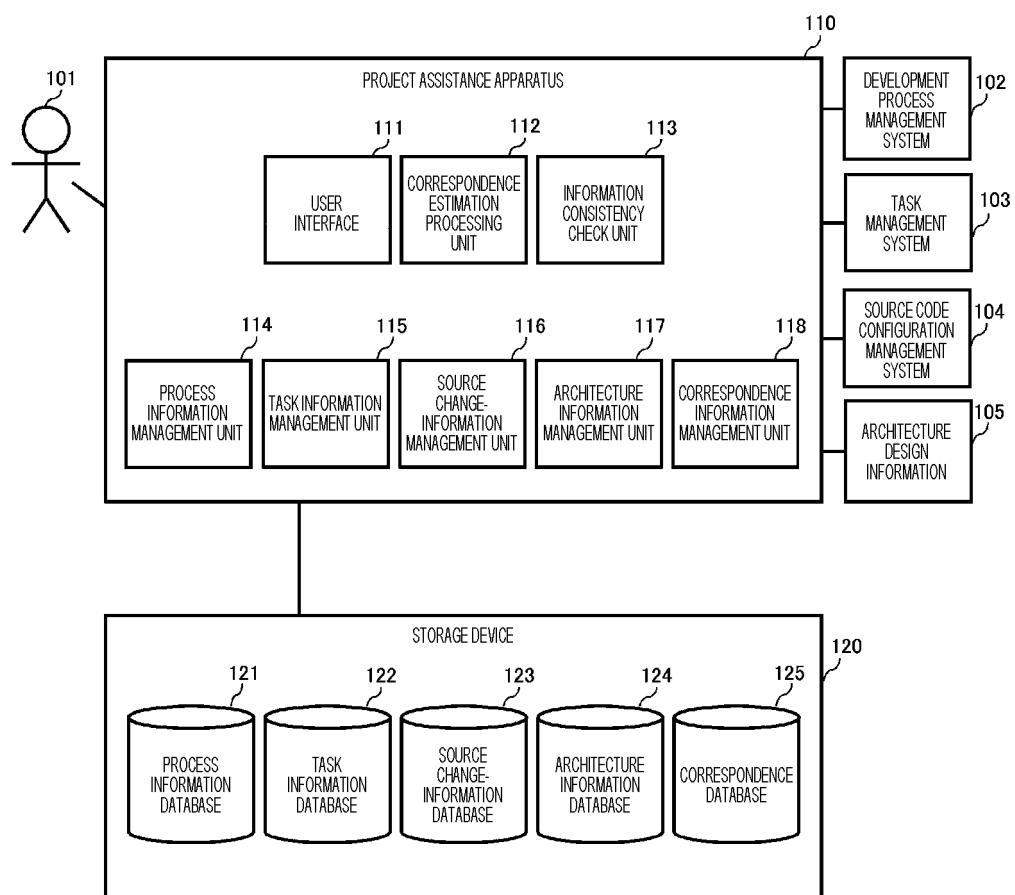 110
101
PROJECT ASSISTANCE APPARATUS
DEVELOPMENT
PROCESS
MANAGEMENT
SYSTEM
102
111
112
113
USER
INTERFACE
CORRESPONDENCE
ESTIMATION
PROCESSING
UNIT
INFORMATION
CONSISTENCY
CHECK UNIT
TASK
MANAGEMENT
SYSTEM
103
SOURCE CODE
CONFIGURATION
MANAGEMENT
SYSTEM
104
114
115
116
117
118
PROCESS
INFORMATION
MANAGEMENT UNIT
TASK INFORMATION
MANAGEMENT UNIT
SOURCE
CHANGE-
INFORMATION
MANAGEMENT UNIT
ARCHITECTURE
INFORMATION
MANAGEMENT UNIT
CORRESPONDENCE
INFORMATION
MANAGEMENT UNIT
ARCHITECTURE
DESIGN
INFORMATION
105
STORAGE DEVICE
120
121
122
123
124
125
PROCESS
INFORMATION
DATABASE
TASK
INFORMATION
DATABASE
SOURCE
CHANGE-
INFORMATION
DATABASE
ARCHITECTURE
INFORMATION
DATABASE
CORRESPONDENCE
DATABASE